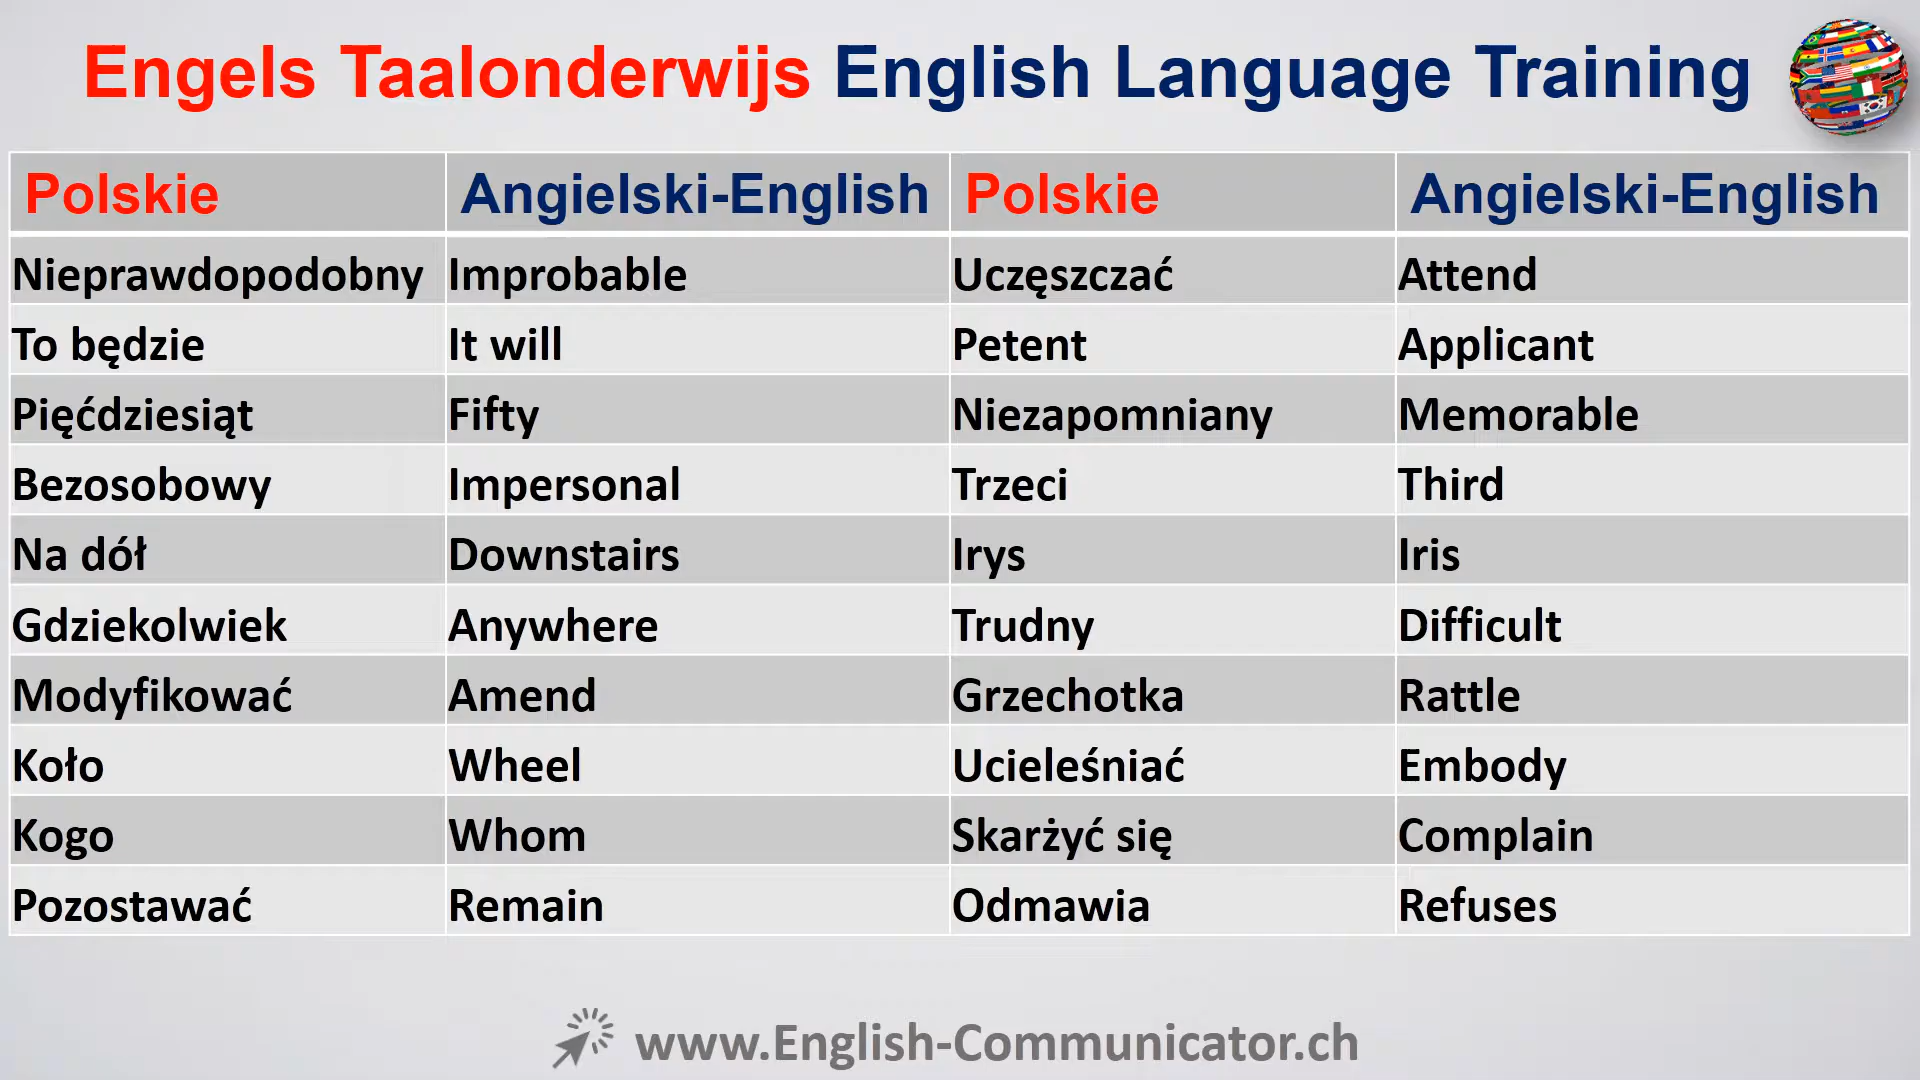 Engels Taalonderwijs English Language Training
Polskie Angielski-English Polskie Angielski-English
Nieprawdopodobny Improbable Uczęszczać Attend
To będzie It will Petent Applicant
Pięćdziesiąt Fifty Niezapomniany Memorable
Bezosobowy Impersonal Trzeci Third
Na dół Downstairs Irys Iris
Gdziekolwiek Anywhere Trudny Difficult
Modyfikować Amend Grzechotka Rattle
Koło Wheel Ucieleśniać Embody
Kogo Whom Skarżyć się Complain
Pozostawać Remain Odmawia Refuses
www.English-Communicator.ch